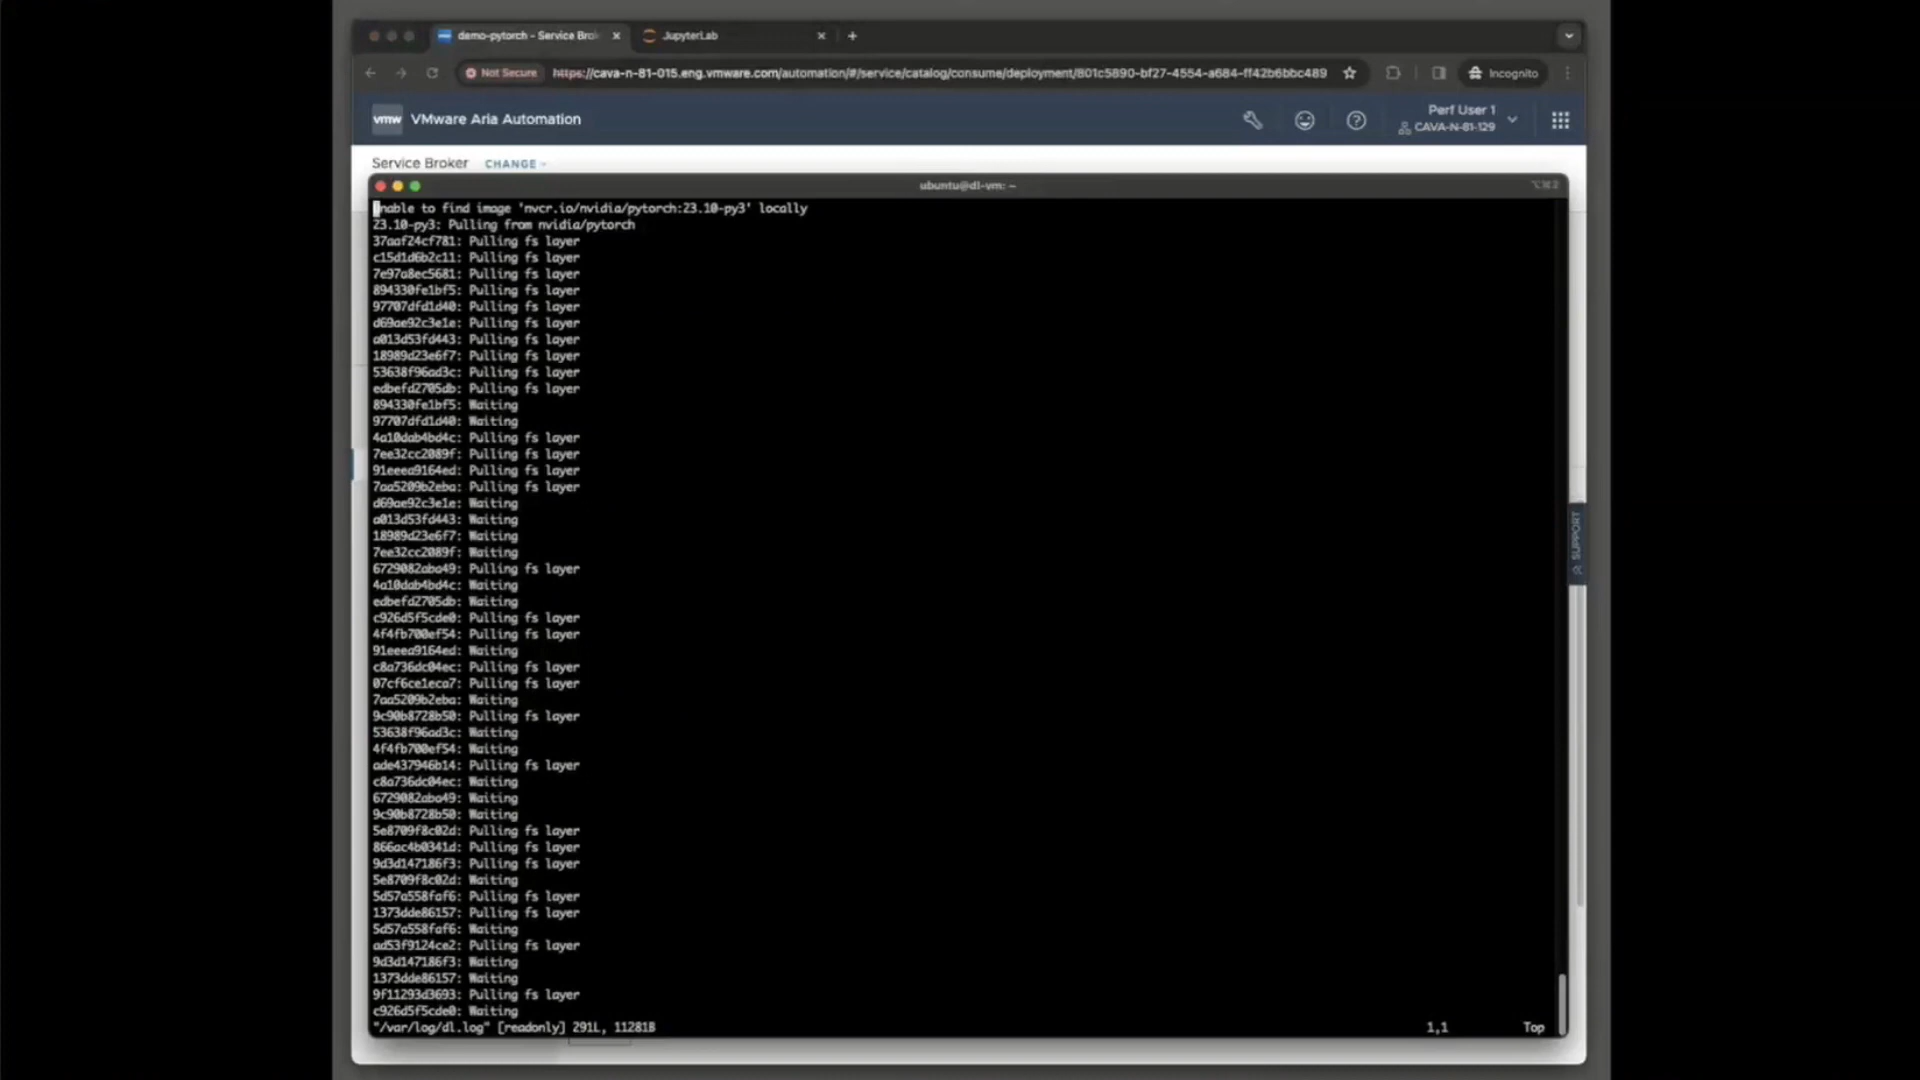 demo-pytorch - Service Bro
JupyterLab
Not Secure
https://cava-n-81-015.eng.vmware.com/automation/#/service/catalog/consume/deployment/801c5890-bf27-4554-a684-ff42b6bbc489
Incognito
vmw VMware Aria Automation
Perf User 1
CAVA-N-81-129
Service Broker CHANGE
ubuntu@dl-vm: ~
Unable to find image 'nvcr.io/nvidia/pytorch:23.10-py3' locally
23.10-py3: Pulling from nvidia/pytorch
37aaf24cf781: Pulling fs layer
c15d1d6b2c11: Pulling fs layer
7e97a8ec5681: Pulling fs layer
894330fe1bf5: Pulling fs layer
97707dfd1d40: Pulling fs layer
d69ae92c3e1e: Pulling fs layer
a013d53fd443: Pulling fs layer
18989d23e6f7: Pulling fs layer
53638f96ad3c: Pulling fs layer
edbefd2705db: Pulling fs layer
894330fe1bf5: Waiting
97707dfd1d40: Waiting
4a10dab4bd4c: Pulling fs layer
7ee32cc2089f: Pulling fs layer
91eeea9164ed: Pulling fs layer
7aa5209b2eba: Pulling fs layer
d69ae92c3e1e: Waiting
a013d53fd443: Waiting
18989d23e6f7: Waiting
7ee32cc2089f: Waiting
6729082aba49: Pulling fs layer
4a10dab4bd4c: Waiting
edbefd2705db: Waiting
c926d5f5cde0: Pulling fs layer
4f4fb700ef54: Pulling fs layer
91eeea9164ed: Waiting
c8a736dc04ec: Pulling fs layer
07cf6ce1eca7: Pulling fs layer
7aa5209b2eba: Waiting
9c90b8728b50: Pulling fs layer
53638f96ad3c: Waiting
4f4fb700ef54: Waiting
ade437946b14: Pulling fs layer
c8a736dc04ec: Waiting
6729082aba49: Waiting
9c90b8728b50: Waiting
5e8709f8c02d: Pulling fs layer
866ac4b0341d: Pulling fs layer
9d3d147186f3: Pulling fs layer
5e8709f8c02d: Waiting
5d57a558faf6: Pulling fs layer
1373dde86157: Pulling fs layer
5d57a558faf6: Waiting
ad53f9124ce2: Pulling fs layer
9d3d147186f3: Waiting
1373dde86157: Waiting
9f11293d3693: Pulling fs layer
c926d5f5cde0: Waiting
"/var/log/dl.log" [readonly] 291L, 11281B 1,1 Top
SUPPORT